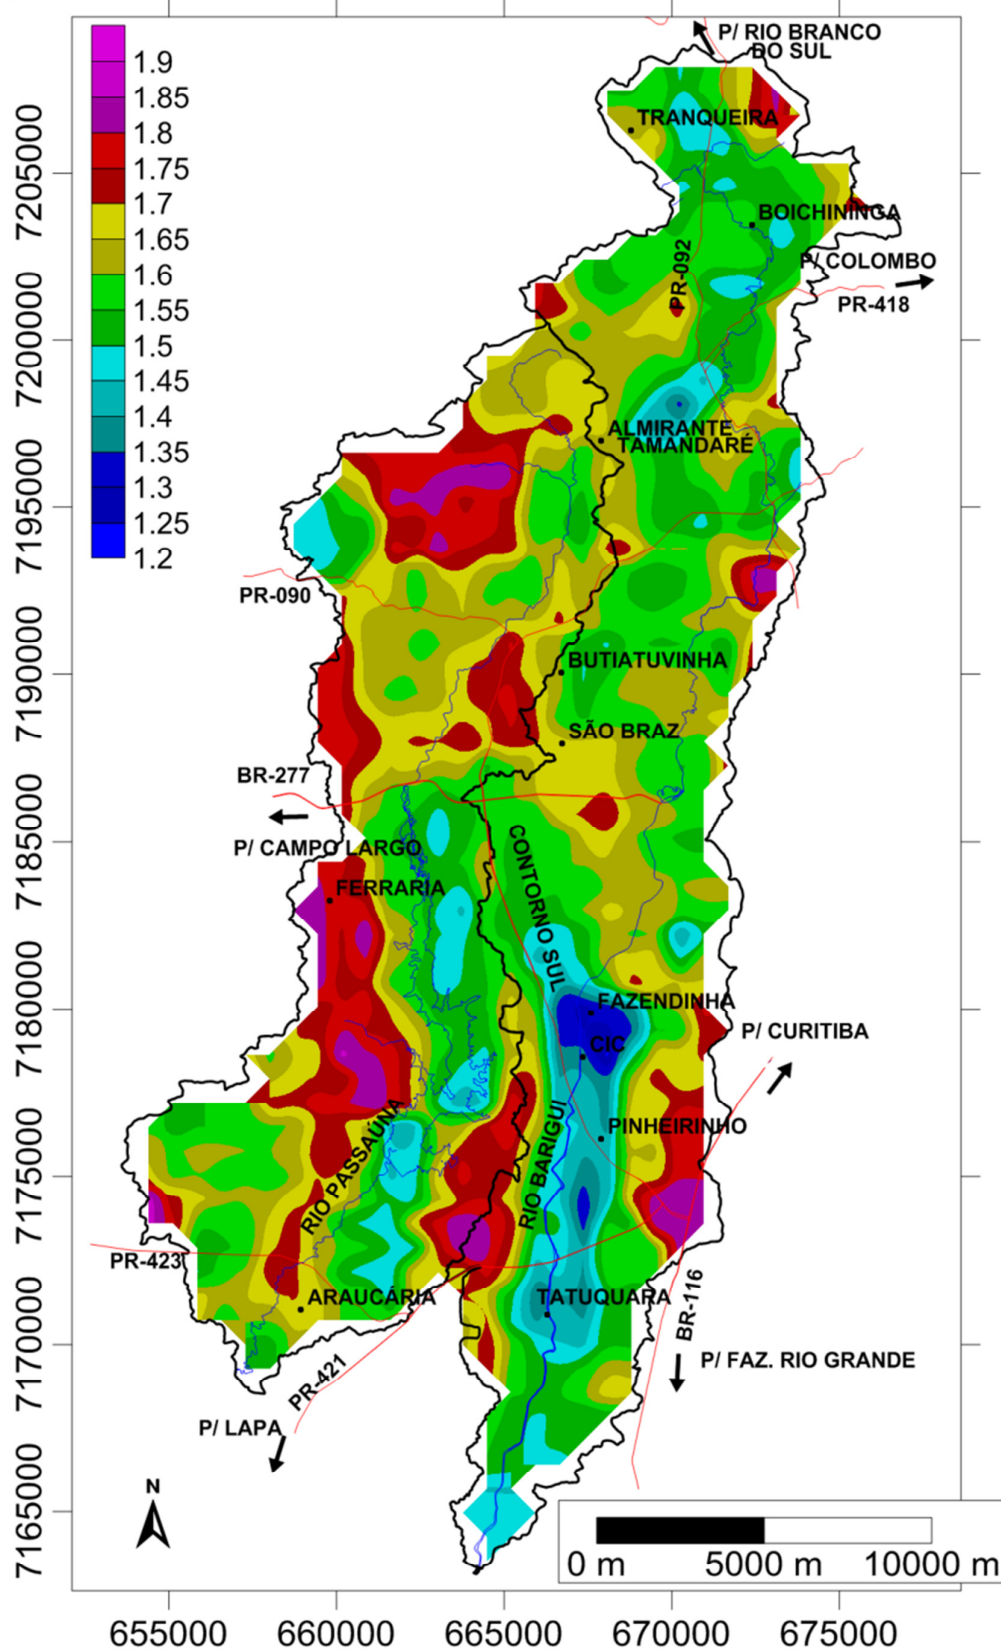 P/ RIO BRANCO
DO SUL
1.9
1.85
1.8
1.75
1.7
1.65
1.6
1.55
1.5
1.45
1.4
1.35
1.3
1.25
1.2
TRANQUEIRA
BOICHININGA
P/ COLOMBO
PR-092
PR-418
ALMIRANTE
TAMANDARÉ
PR-090
BUTIATUVINHA
SÃO BRAZ
BR-277
P/ CAMPO LARGO
CONTORNO SUL
FERRARIA
FAZENDINHA
CIC
P/ CURITIBA
RIO PASSAÚNA
RIO BARIGUI
PINHEIRINHO
PR-423
ARAUCÁRIA
TATUQUARA
BR-116
PR-421
P/ FAZ. RIO GRANDE
P/ LAPA
N
0 m
5000 m
10000 m
7205000
7200000
7195000
7190000
7185000
7180000
7175000
7170000
7165000
655000
660000
665000
670000
675000